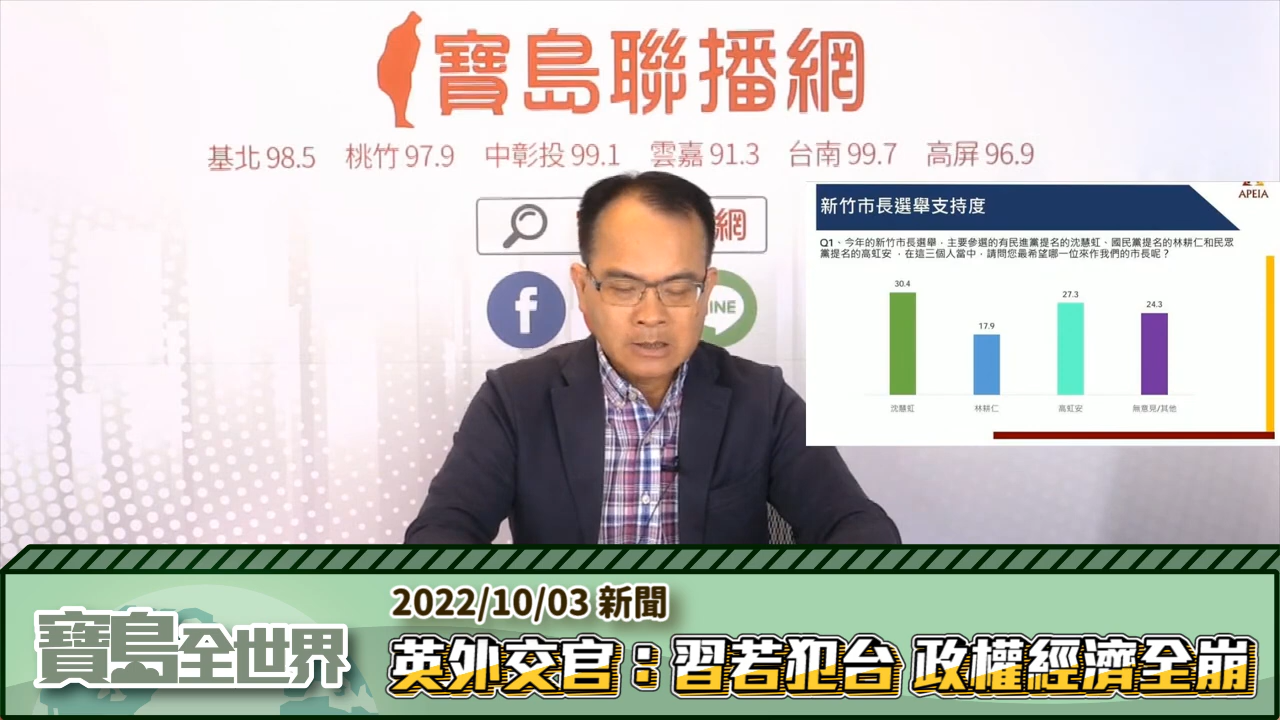 寶島聯播網
基北98.5 桃竹97.9 中彰投99.1 雲嘉91.3 台南99.7 高屏96.9
網
f
INE
APEIA
新竹市長選舉支持度
Q1、今年的新竹市長選舉，主要參選的有民進黨提名的沈慧虹、國民黨提名的林耕仁和民眾
黨提名的高虹安 ，在這三個人當中，請問您最希望哪一位來作我們的市長呢？
30.4
17.9
27.3
24.3
沈慧虹 林耕仁 高虹安 無意見/其他
2022/10/03 新聞
寶島全世界
英外交官：習若犯台 政權經濟全崩